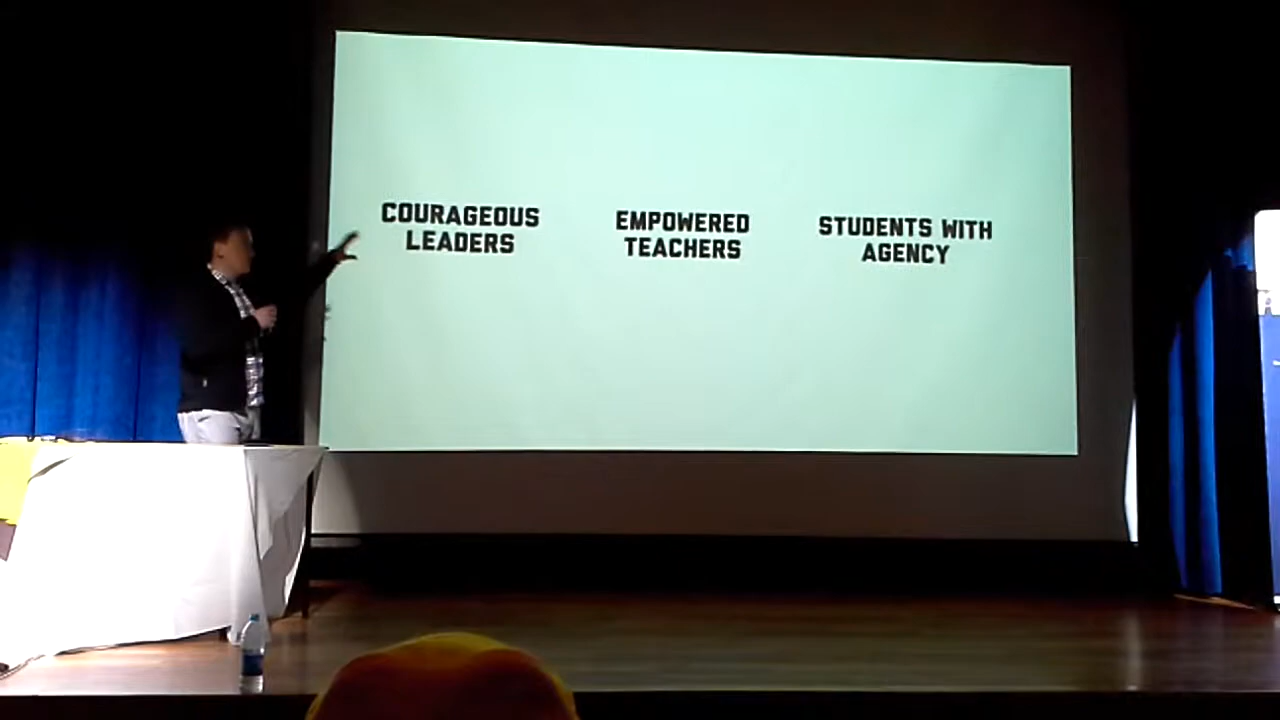 COURAGEOUS
LEADERS
EMPOWERED
TEACHERS
STUDENTS WITH
AGENCY